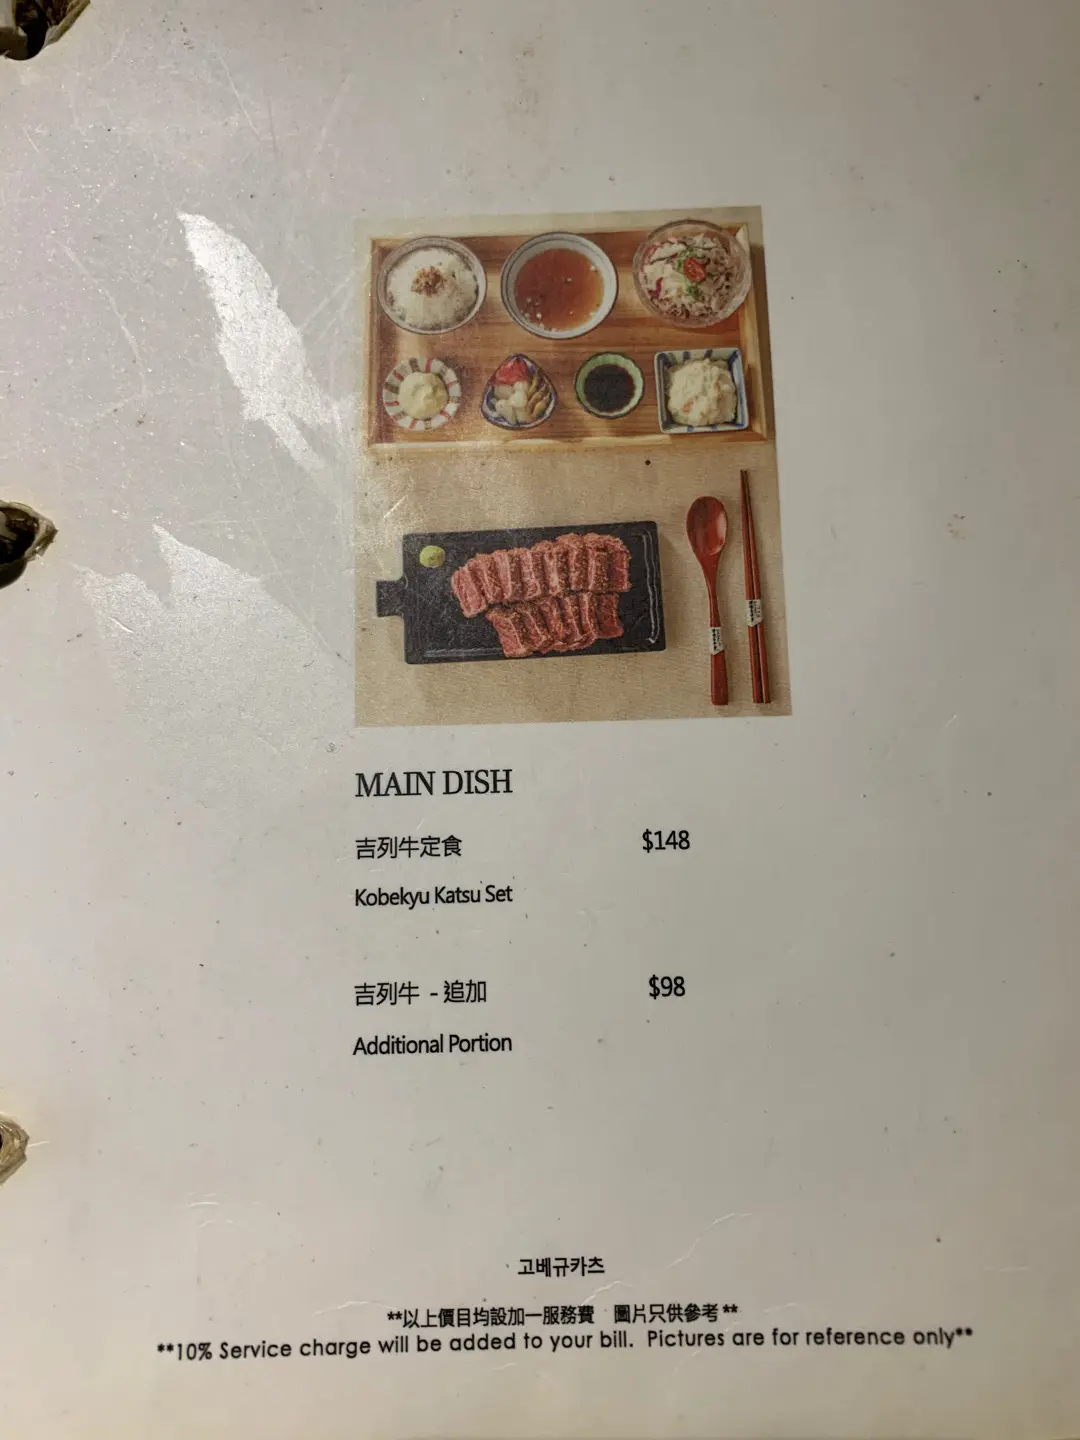 MAIN DISH
吉列牛定食 $148
Kobekyu Katsu Set
吉列牛 - 追加 $98
Additional Portion
고베규카츠
**以上價目均設加一服務費 圖片只供參考**
**10% Service charge will be added to your bill. Pictures are for reference only**